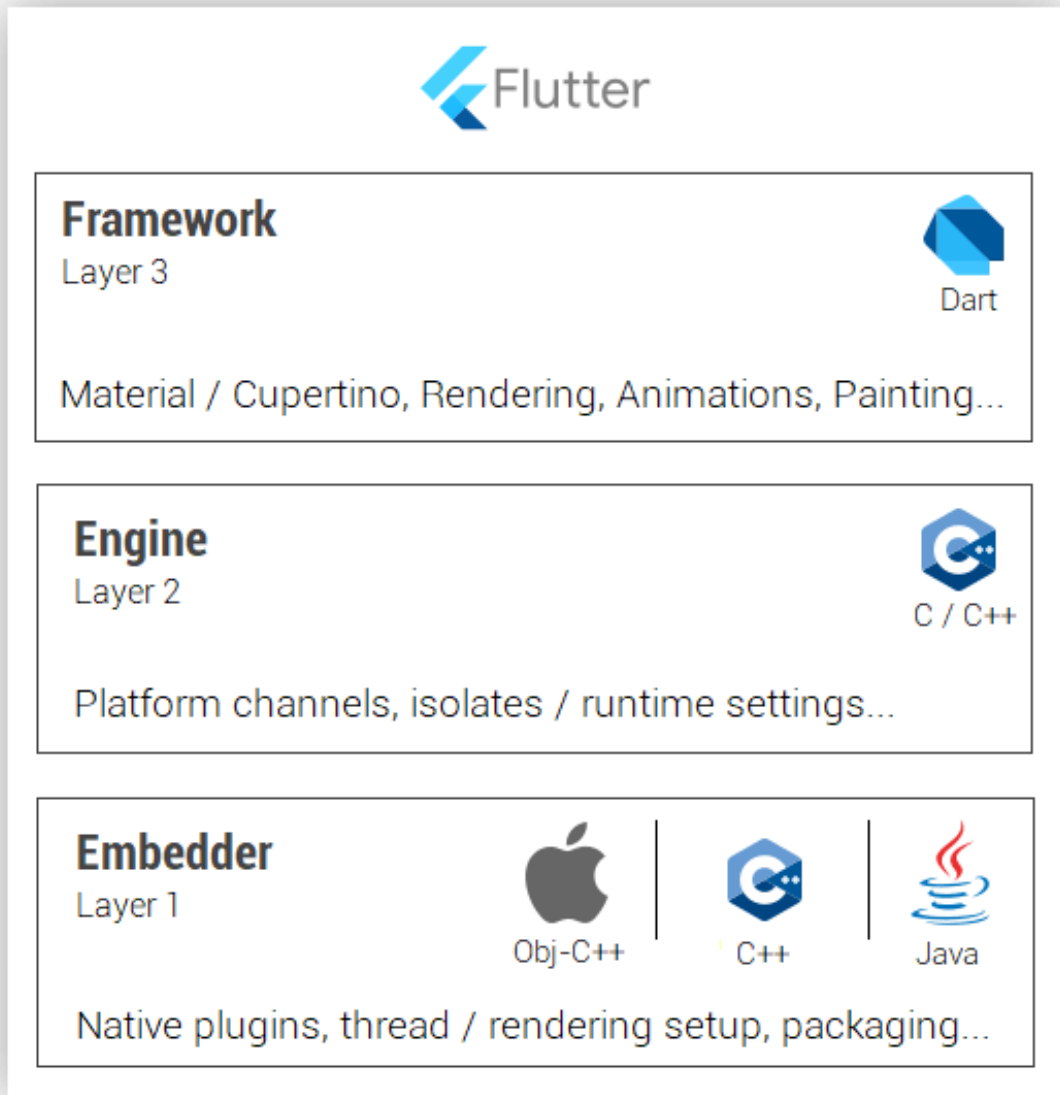 Flutter
Framework
Layer 3
Dart
Material / Cupertino, Rendering, Animations, Painting...
Engine
Layer 2
C++
C / C++
Platform channels, isolates / runtime settings...
Embedder
Layer 1
C++
Obj-C++
C++
Java
Native plugins, thread / rendering setup, packaging...